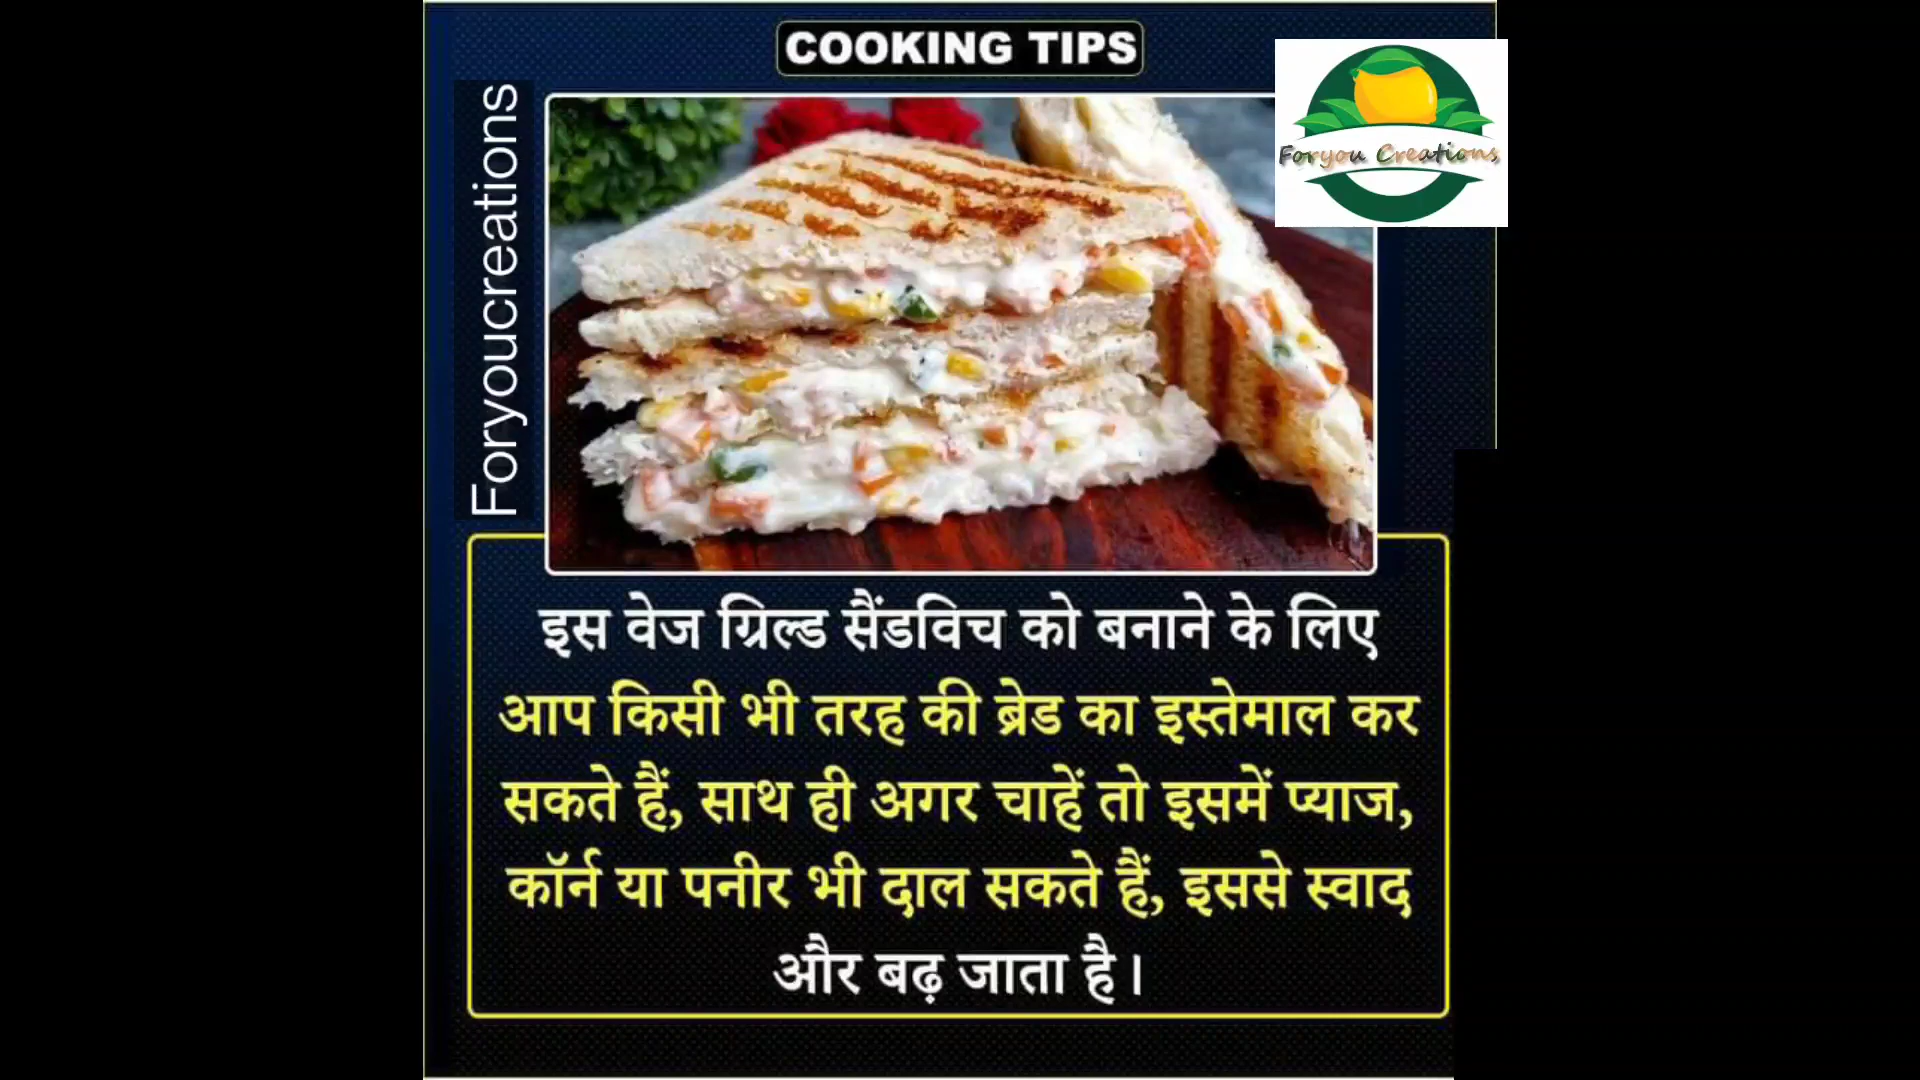 COOKING TIPS
Foryou Creations
Foryoucreations
इस वेज ग्रिल्ड सैंडविच को बनाने के लिए
आप किसी भी तरह की ब्रेड का इस्तेमाल कर
सकते हैं, साथ ही अगर चाहें तो इसमें प्याज,
कॉर्न या पनीर भी दाल सकते हैं, इससे स्वाद
और बढ़ जाता है।